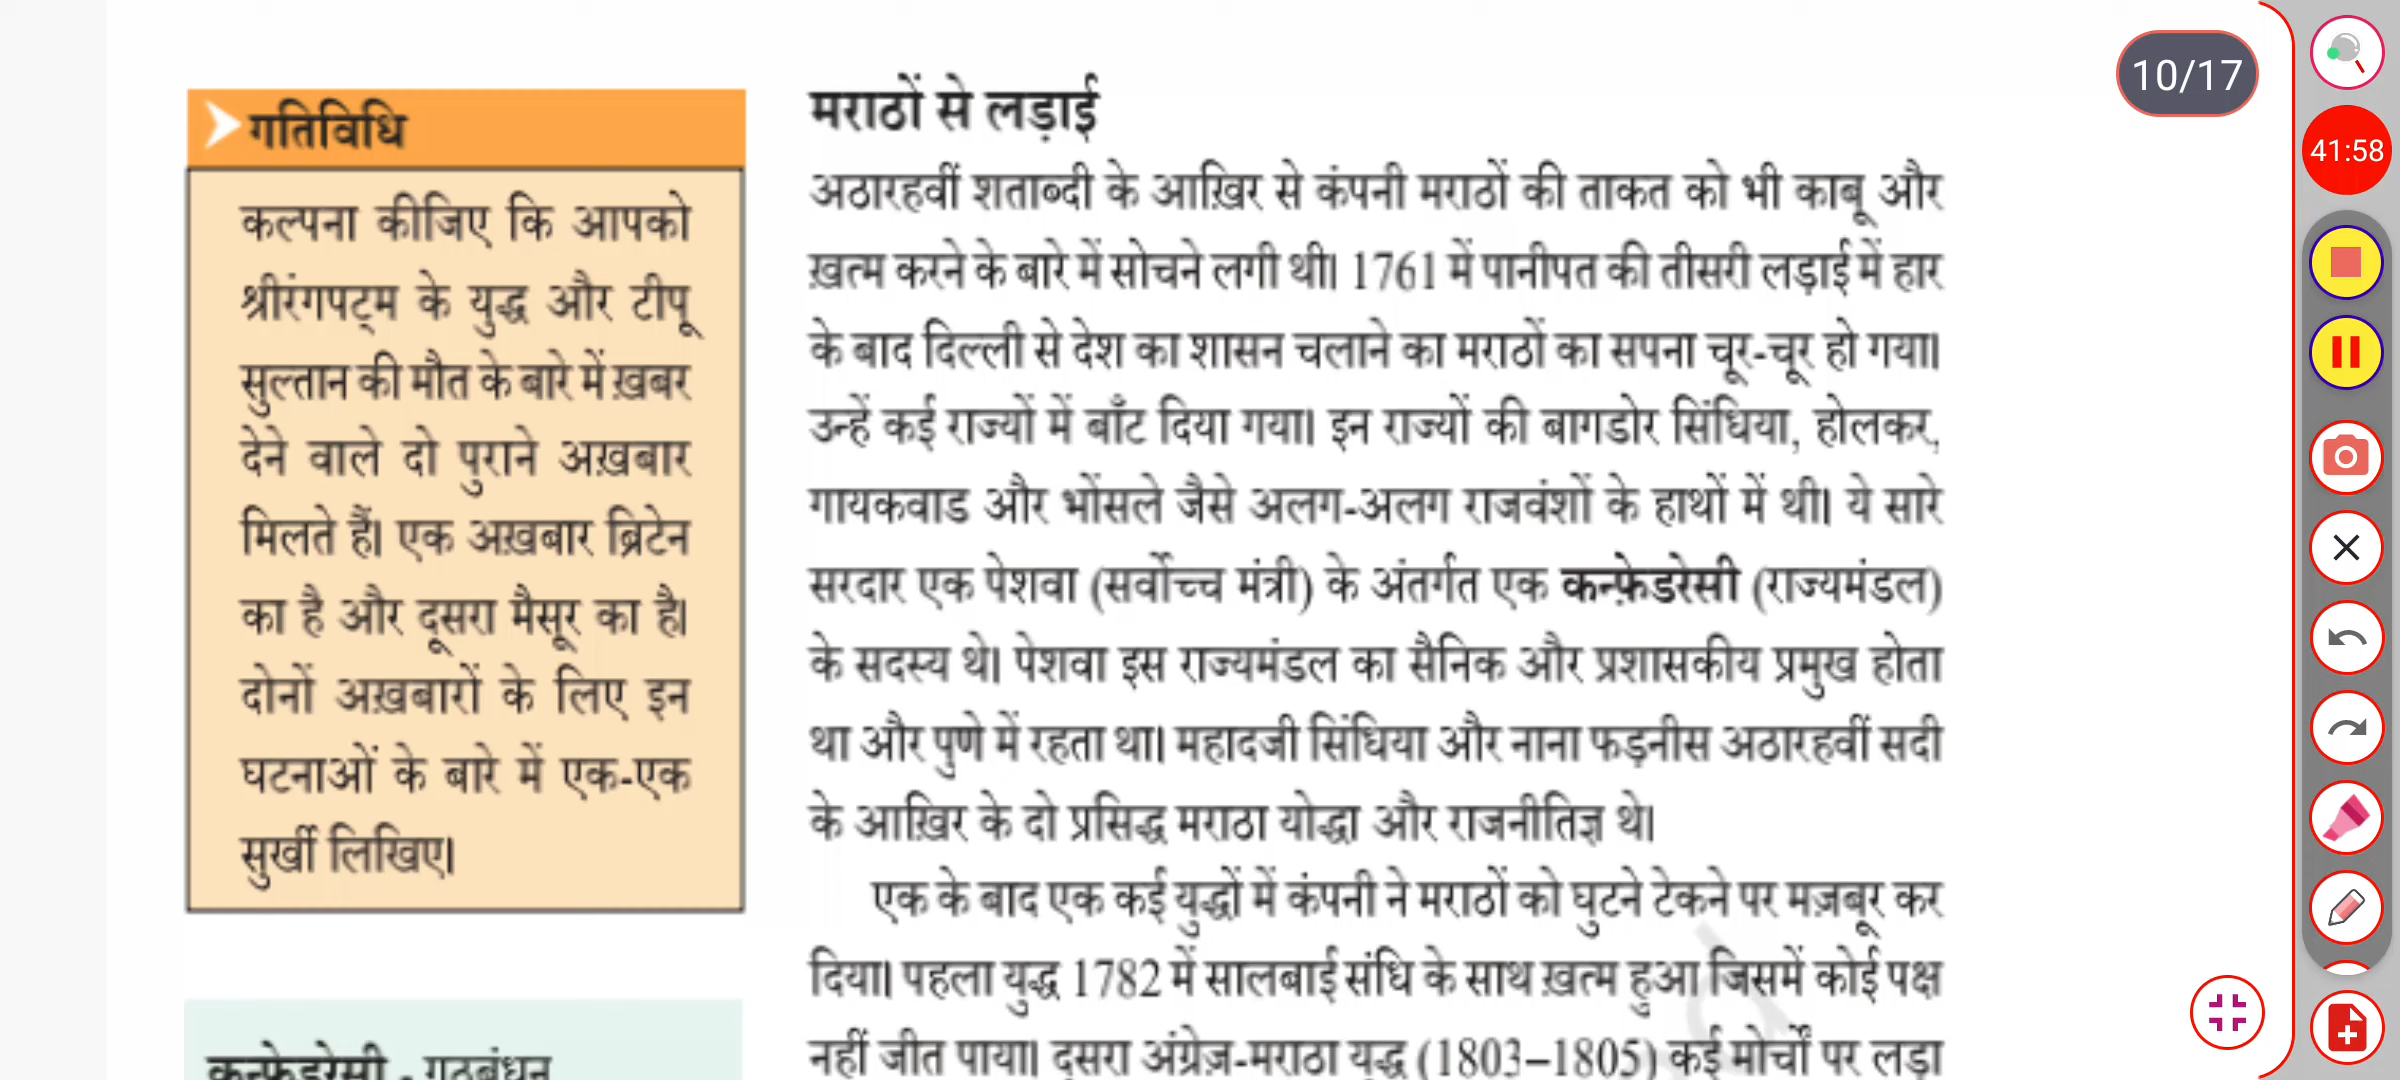 गतिविधि
कल्पना कीजिए कि आपको
श्रीरंगपट्म के युद्ध और टीपू
सुल्तान की मौत के बारे में ख़बर
देने वाले दो पुराने अख़बार
मिलते हैं। एक अख़बार ब्रिटेन
का है और दूसरा मैसूर का है।
दोनों अख़बारों के लिए इन
घटनाओं के बारे में एक-एक
सुर्खी लिखिए।
कन्फ़ेडरेसी - गठबंधन
मराठों से लड़ाई
अठारहवीं शताब्दी के आख़िर से कंपनी मराठों की ताकत को भी काबू और
ख़त्म करने के बारे में सोचने लगी थी। 1761 में पानीपत की तीसरी लड़ाई में हार
के बाद दिल्ली से देश का शासन चलाने का मराठों का सपना चूर-चूर हो गया।
उन्हें कई राज्यों में बाँट दिया गया। इन राज्यों की बागडोर सिंधिया, होलकर,
गायकवाड और भोंसले जैसे अलग-अलग राजवंशों के हाथों में थी। ये सारे
सरदार एक पेशवा (सर्वोच्च मंत्री) के अंतर्गत एक कन्फ़ेडरेसी (राज्यमंडल)
के सदस्य थे। पेशवा इस राज्यमंडल का सैनिक और प्रशासकीय प्रमुख होता
था और पुणे में रहता था। महादजी सिंधिया और नाना फड़नीस अठारहवीं सदी
के आख़िर के दो प्रसिद्ध मराठा योद्धा और राजनीतिज्ञ थे।
एक के बाद एक कई युद्धों में कंपनी ने मराठों को घुटने टेकने पर मज़बूर कर
दिया। पहला युद्ध 1782 में सालबाई संधि के साथ ख़त्म हुआ जिसमें कोई पक्ष
नहीं जीत पाया। दूसरा अंग्रेज़-मराठा युद्ध (1803–1805) कई मोर्चों पर लड़ा
10/17
41:58